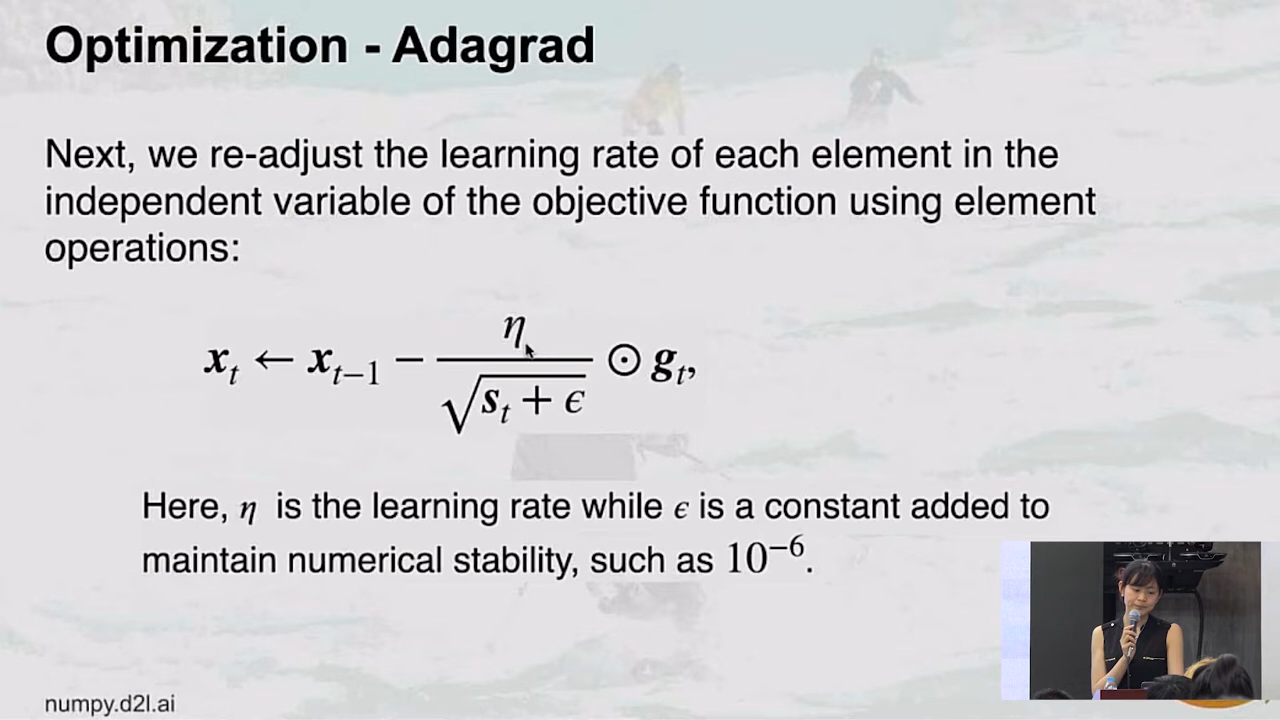 Optimization - Adagrad
Next, we re-adjust the learning rate of each element in the
independent variable of the objective function using element
operations:
x_t ← x_{t−1} − η / √(s_t + ϵ) ⊙ g_t,
Here, η is the learning rate while ϵ is a constant added to
maintain numerical stability, such as 10⁻⁶.
numpy.d2l.ai